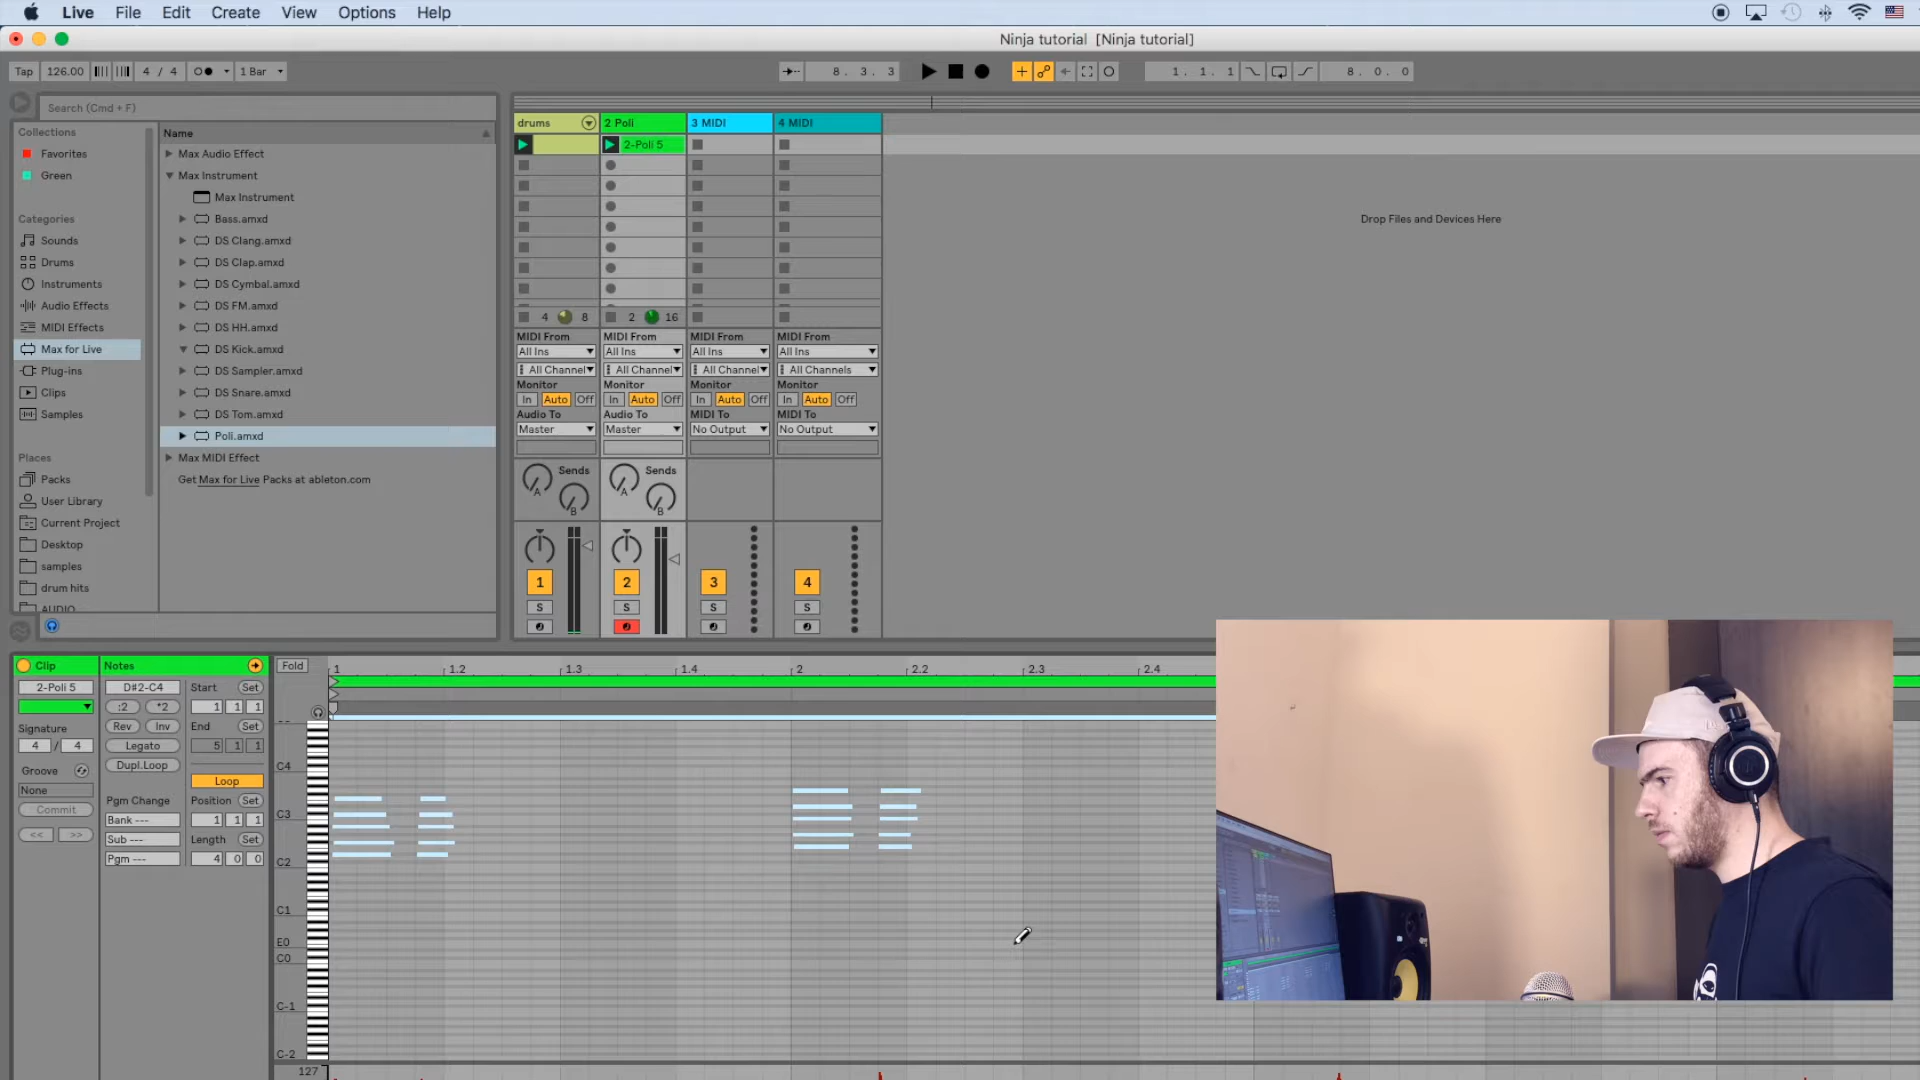 Live File Edit Create View Options Help
Ninja tutorial [Ninja tutorial]
Tap 126.00 4 / 4 1 Bar 8. 3. 3 1. 1. 1 8. 0. 0
Search (Cmd + F)
Collections
Favorites
Green
Categories
Sounds
Drums
Instruments
Audio Effects
MIDI Effects
Max for Live
Plug-ins
Clips
Samples
Places
Packs
User Library
Current Project
Desktop
samples
drum hits
AUDIO
Name
Max Audio Effect
Max Instrument
Max Instrument
Bass.amxd
DS Clang.amxd
DS Clap.amxd
DS Cymbal.amxd
DS FM.amxd
DS HH.amxd
DS Kick.amxd
DS Sampler.amxd
DS Snare.amxd
DS Tom.amxd
Poli.amxd
Max MIDI Effect
Get Max for Live Packs at ableton.com
drums 2 Poli 3 MIDI 4 MIDI
2-Poli 5
Drop Files and Devices Here
4 8 2 16
MIDI From MIDI From MIDI From MIDI From
All Ins All Ins All Ins All Ins
All Channel All Channel All Channel All Channels
Monitor Monitor Monitor Monitor
In Auto Off In Auto Off In Auto Off In Auto Off
Audio To Audio To MIDI To MIDI To
Master Master No Output No Output
Sends Sends
A A
B B
1 2 3 4
S S S S
Clip Notes Fold 1 1.2 1.3 1.4 2 2.2 2.3 2.4
2-Poli 5 D#2-C4 Start Set
:2 *2 1 1 1
Signature Rev Inv End Set
4 / 4 Legato 5 1 1
Groove Dupl.Loop
None Loop
Commit Pgm Change Position Set
<< >> Bank --- 1 1 1
Sub --- Length Set
Pgm --- 4 0 0
C4
C3
C2
C1
E0
C0
C-1
C-2
127